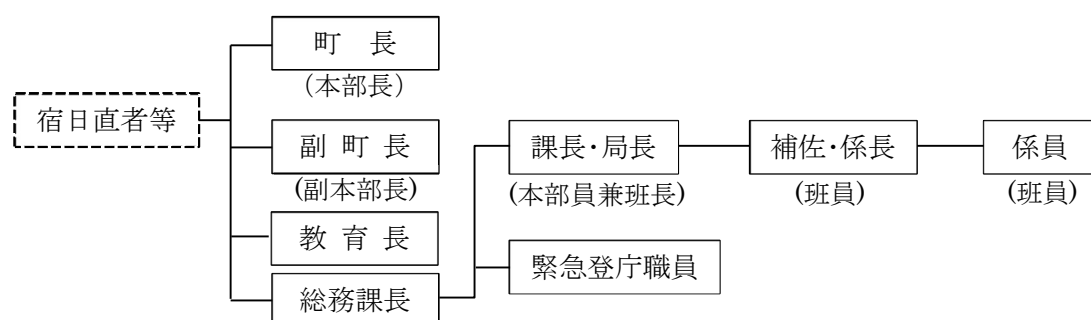 町　長
（本部長）
宿日直者等
副 町 長
(副本部長)
教 育 長
総務課長
課長・局長
(本部員兼班長)
緊急登庁職員
補佐・係長
(班員)
係員
(班員)